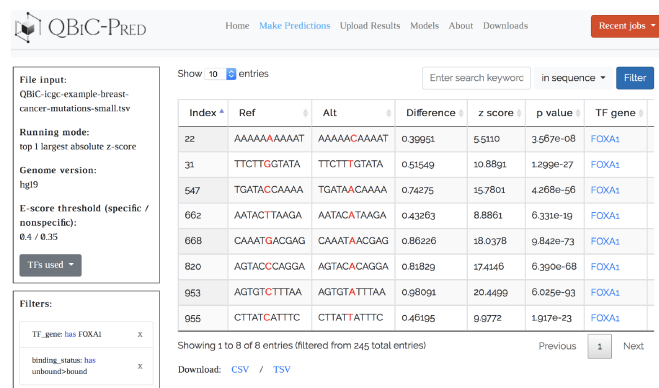 QBiC-Pred
Home Make Predictions Upload Results Models About Downloads Recent jobs
File input:
QBiC-icgc-example-breast-
cancer-mutations-small.tsv
Running mode:
top 1 largest absolute z-score
Genome version:
hg19
E-score threshold (specific /
nonspecific):
0.4 / 0.35
TFs used
Filters:
TF_gene: has FOXA1 x
binding_status: has
unbound>bound x
Show 10 entries
Enter search keyword in sequence Filter
Index Ref Alt Difference z score p value TF gene
22 AAAAAAAAAAT AAAAACAAAAT 0.39951 5.5110 3.567e-08 FOXA1
31 TTCTTGGTATA TTCTTTGTATA 0.51549 10.8891 1.299e-27 FOXA1
547 TGATACCAAAA TGATAACAAAA 0.74275 15.7801 4.268e-56 FOXA1
662 AATACTTAAGA AATACATAAGA 0.43263 8.8861 6.331e-19 FOXA1
668 CAAATGACGAG CAAATAACGAG 0.86226 18.0378 9.842e-73 FOXA1
820 AGTACCCAGGA AGTACACAGGA 0.81829 17.4146 6.390e-68 FOXA1
953 AGTGTCTTTAA AGTGTATTTAA 0.98091 20.4499 6.025e-93 FOXA1
955 CTTATCATTTC CTTATTATTTC 0.46195 9.9772 1.917e-23 FOXA1
Showing 1 to 8 of 8 entries (filtered from 245 total entries)
Previous 1 Next
Download: CSV / TSV